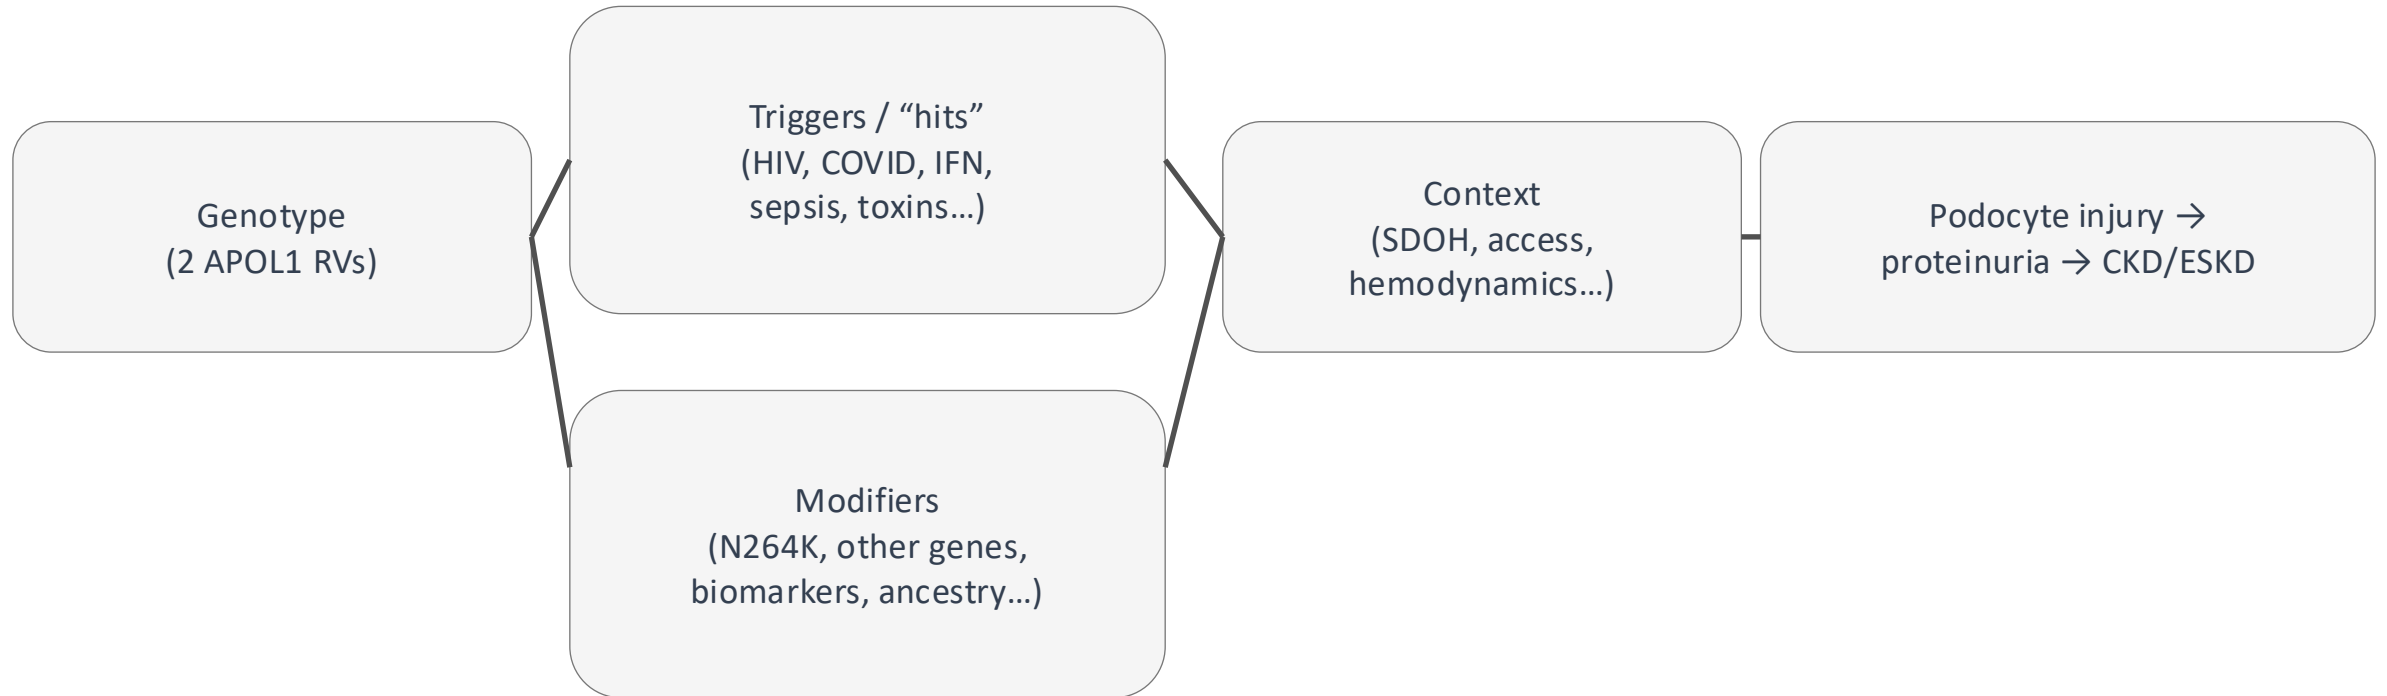 Genotype
(2 APOL1 RVs)
Triggers / “hits”
(HIV, COVID, IFN,
sepsis, toxins…)
Modifiers
(N264K, other genes,
biomarkers, ancestry…)
Context
(SDOH, access,
hemodynamics…)
Podocyte injury →
proteinuria → CKD/ESKD